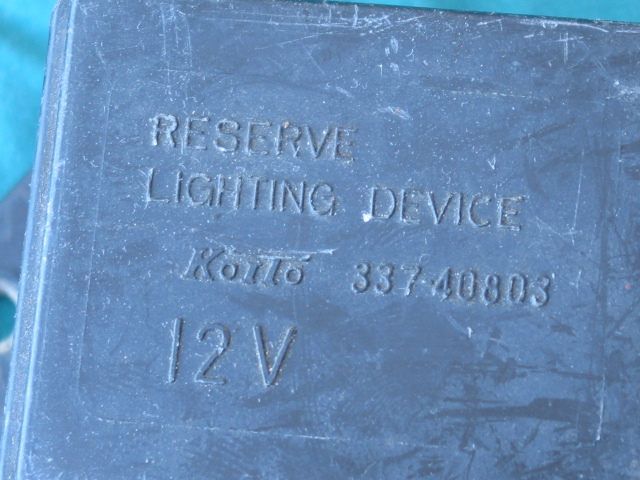 RESERVE
LIGHTING DEVICE
Koito 337-40803
12V